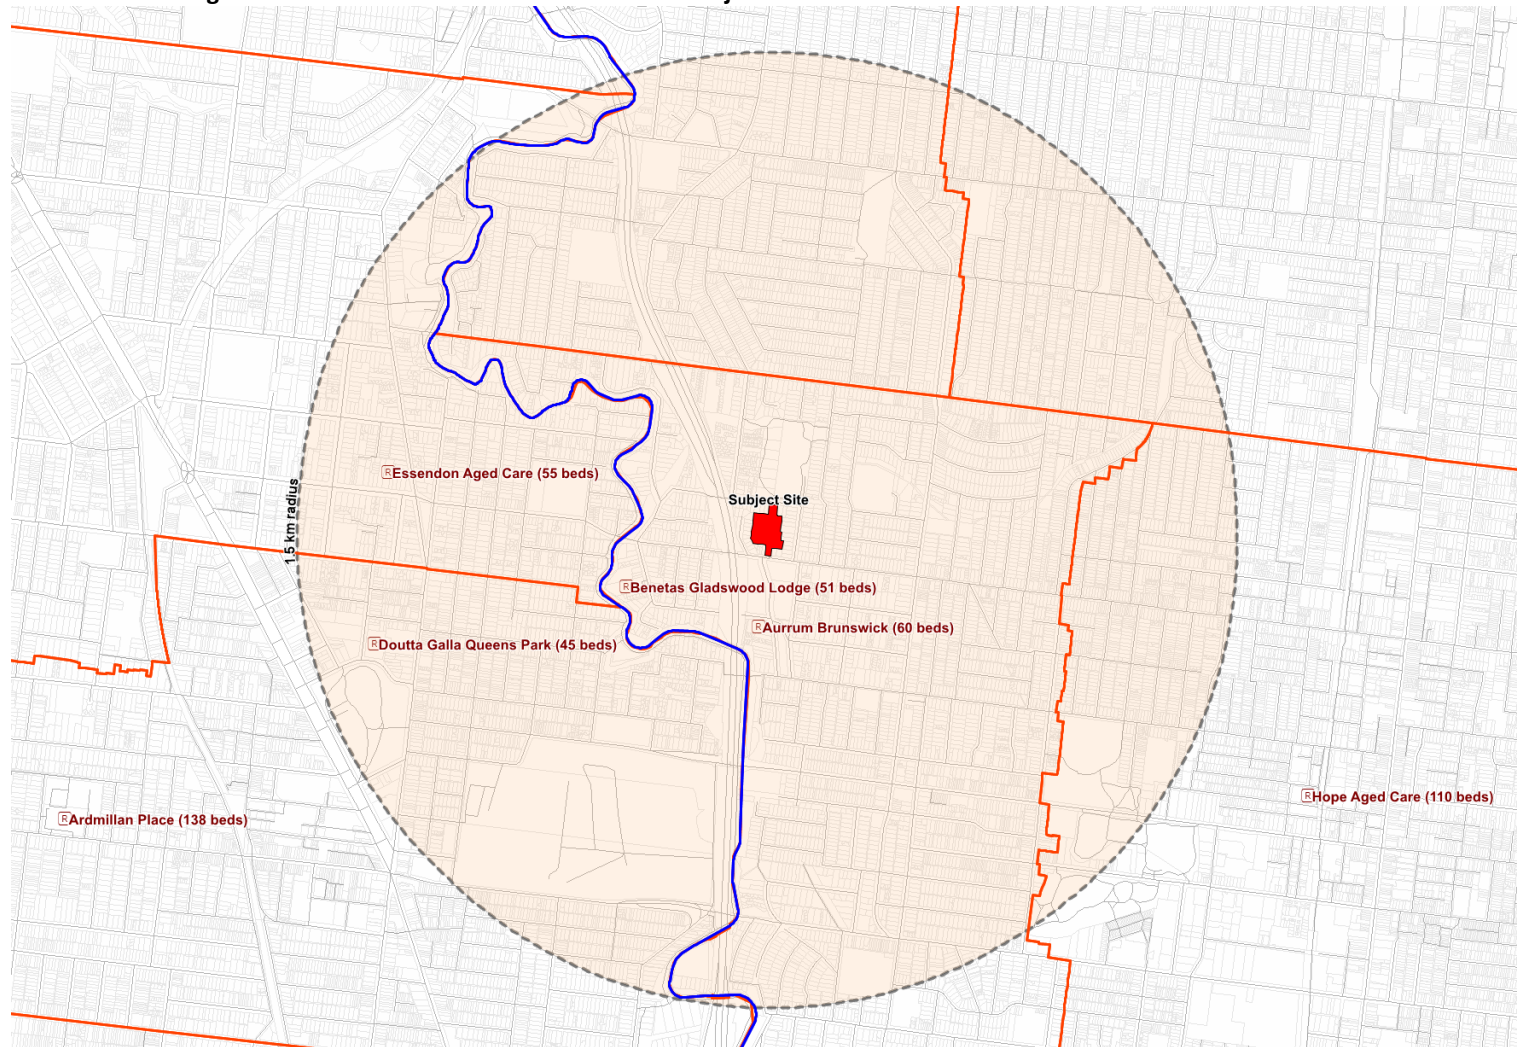 R Essendon Aged Care (55 beds)
Subject Site
1.5 km radius
R Benetas Gladswood Lodge (51 beds)
R Aurrum Brunswick (60 beds)
R Doutta Galla Queens Park (45 beds)
R Hope Aged Care (110 beds)
R Ardmillan Place (138 beds)